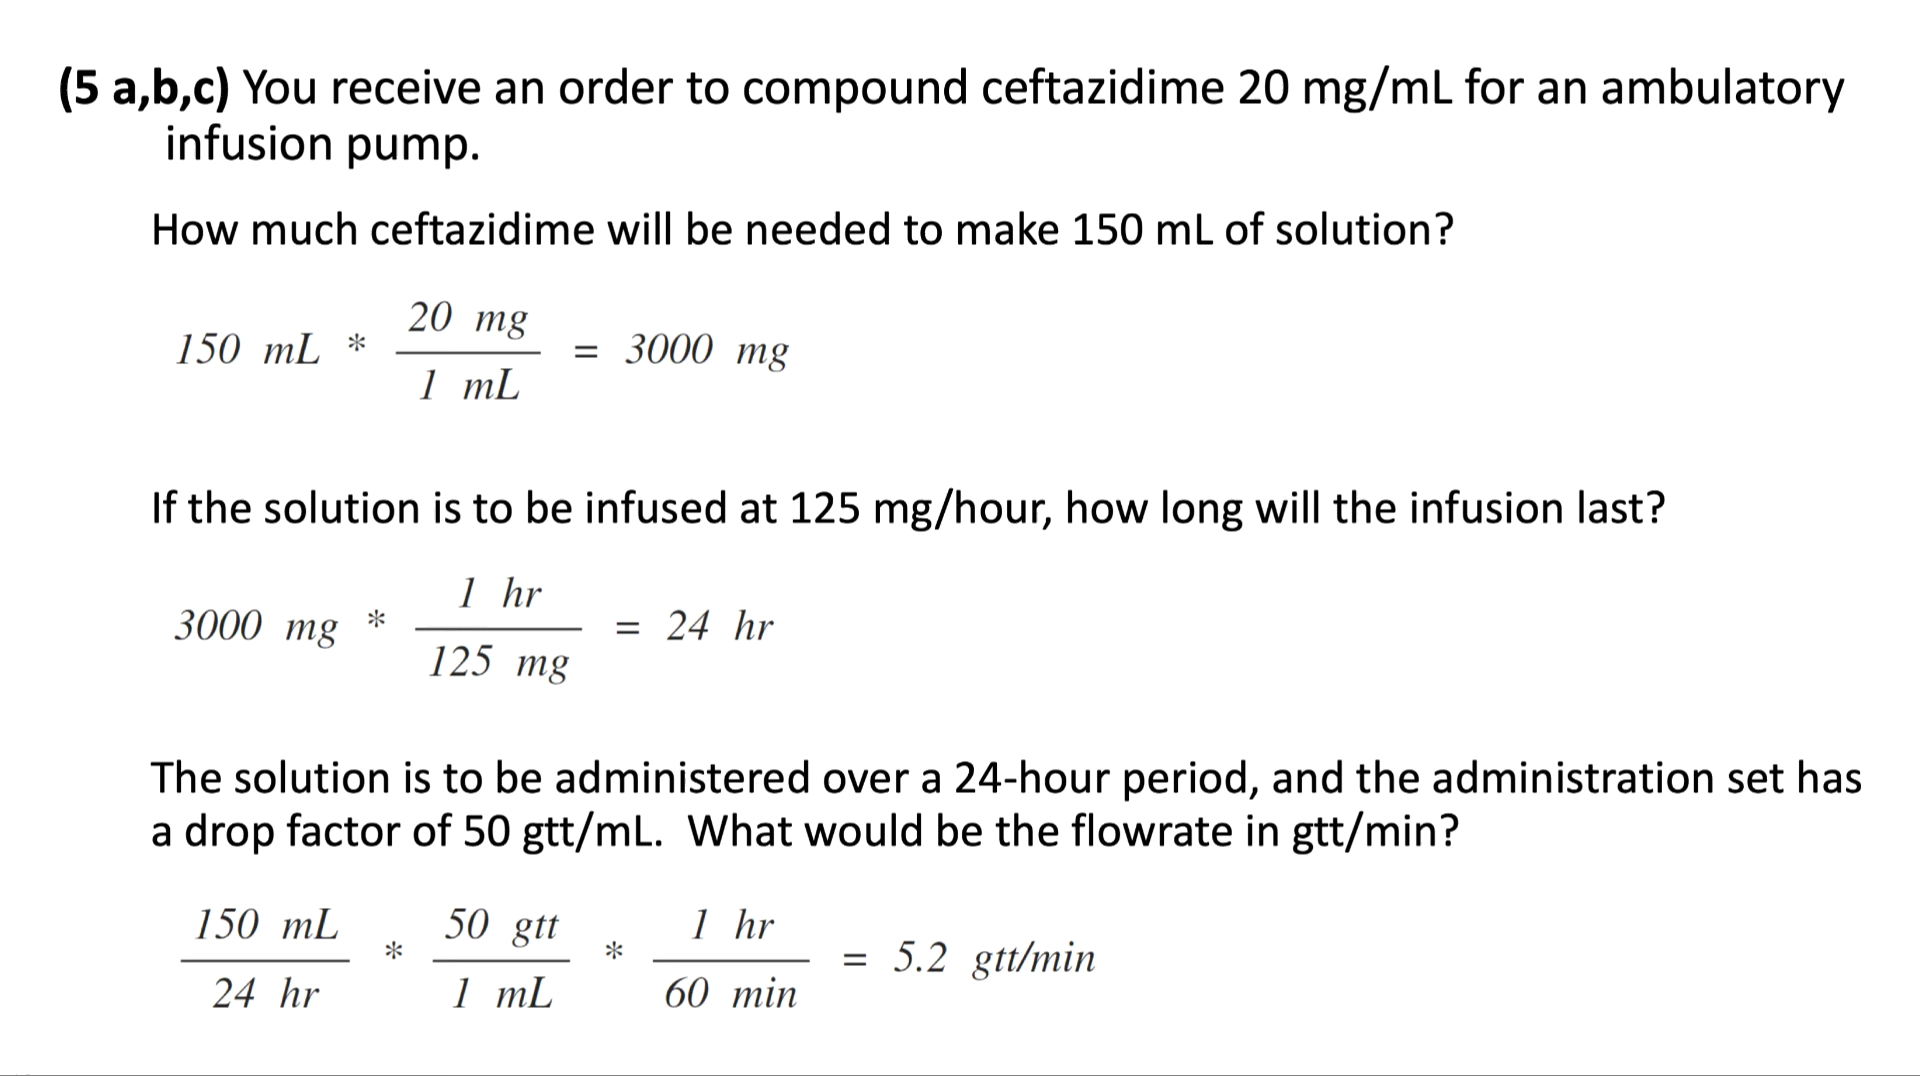 (5 a,b,c) You receive an order to compound ceftazidime 20 mg/mL for an ambulatory
infusion pump.
How much ceftazidime will be needed to make 150 mL of solution?
150 mL * 20 mg / 1 mL = 3000 mg
If the solution is to be infused at 125 mg/hour, how long will the infusion last?
3000 mg * 1 hr / 125 mg = 24 hr
The solution is to be administered over a 24-hour period, and the administration set has
a drop factor of 50 gtt/mL. What would be the flowrate in gtt/min?
150 mL / 24 hr * 50 gtt / 1 mL * 1 hr / 60 min = 5.2 gtt/min